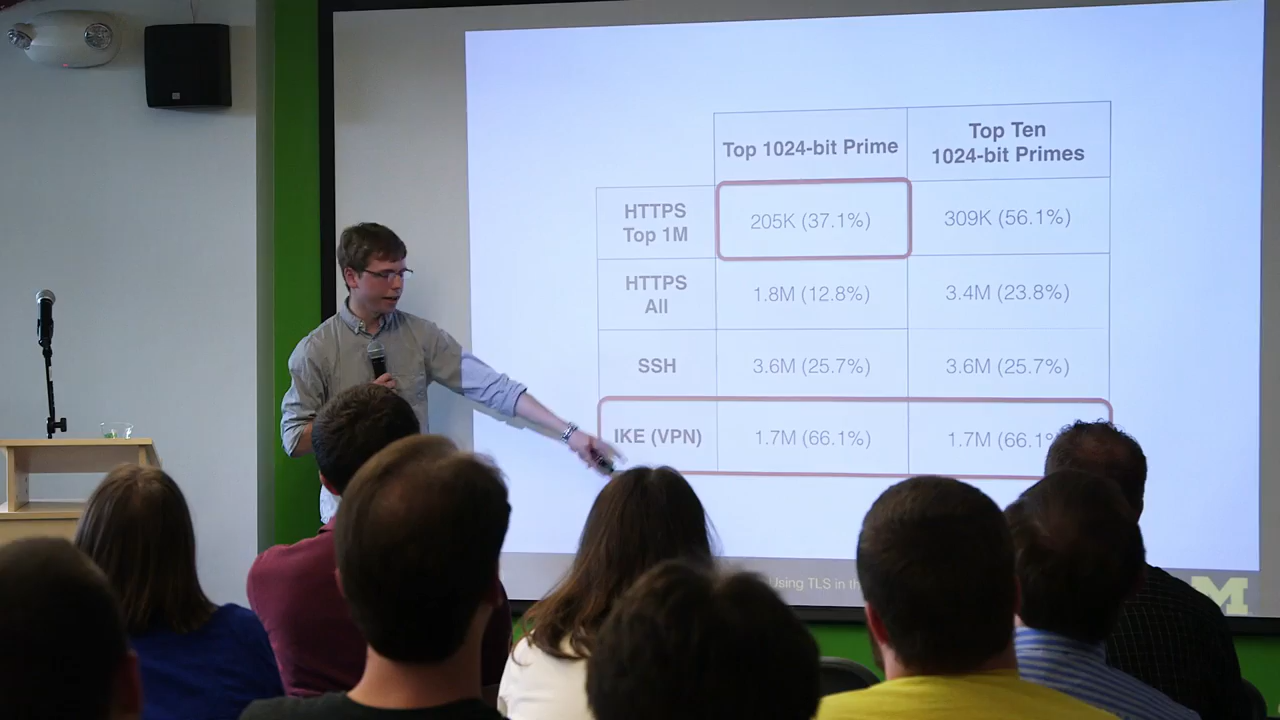 Top 1024-bit Prime
Top Ten
1024-bit Primes
HTTPS
Top 1M
205K (37.1%)
309K (56.1%)
HTTPS
All
1.8M (12.8%)
3.4M (23.8%)
SSH
3.6M (25.7%)
3.6M (25.7%)
IKE (VPN)
1.7M (66.1%)
1.7M (66.1%
Using TLS in th
M